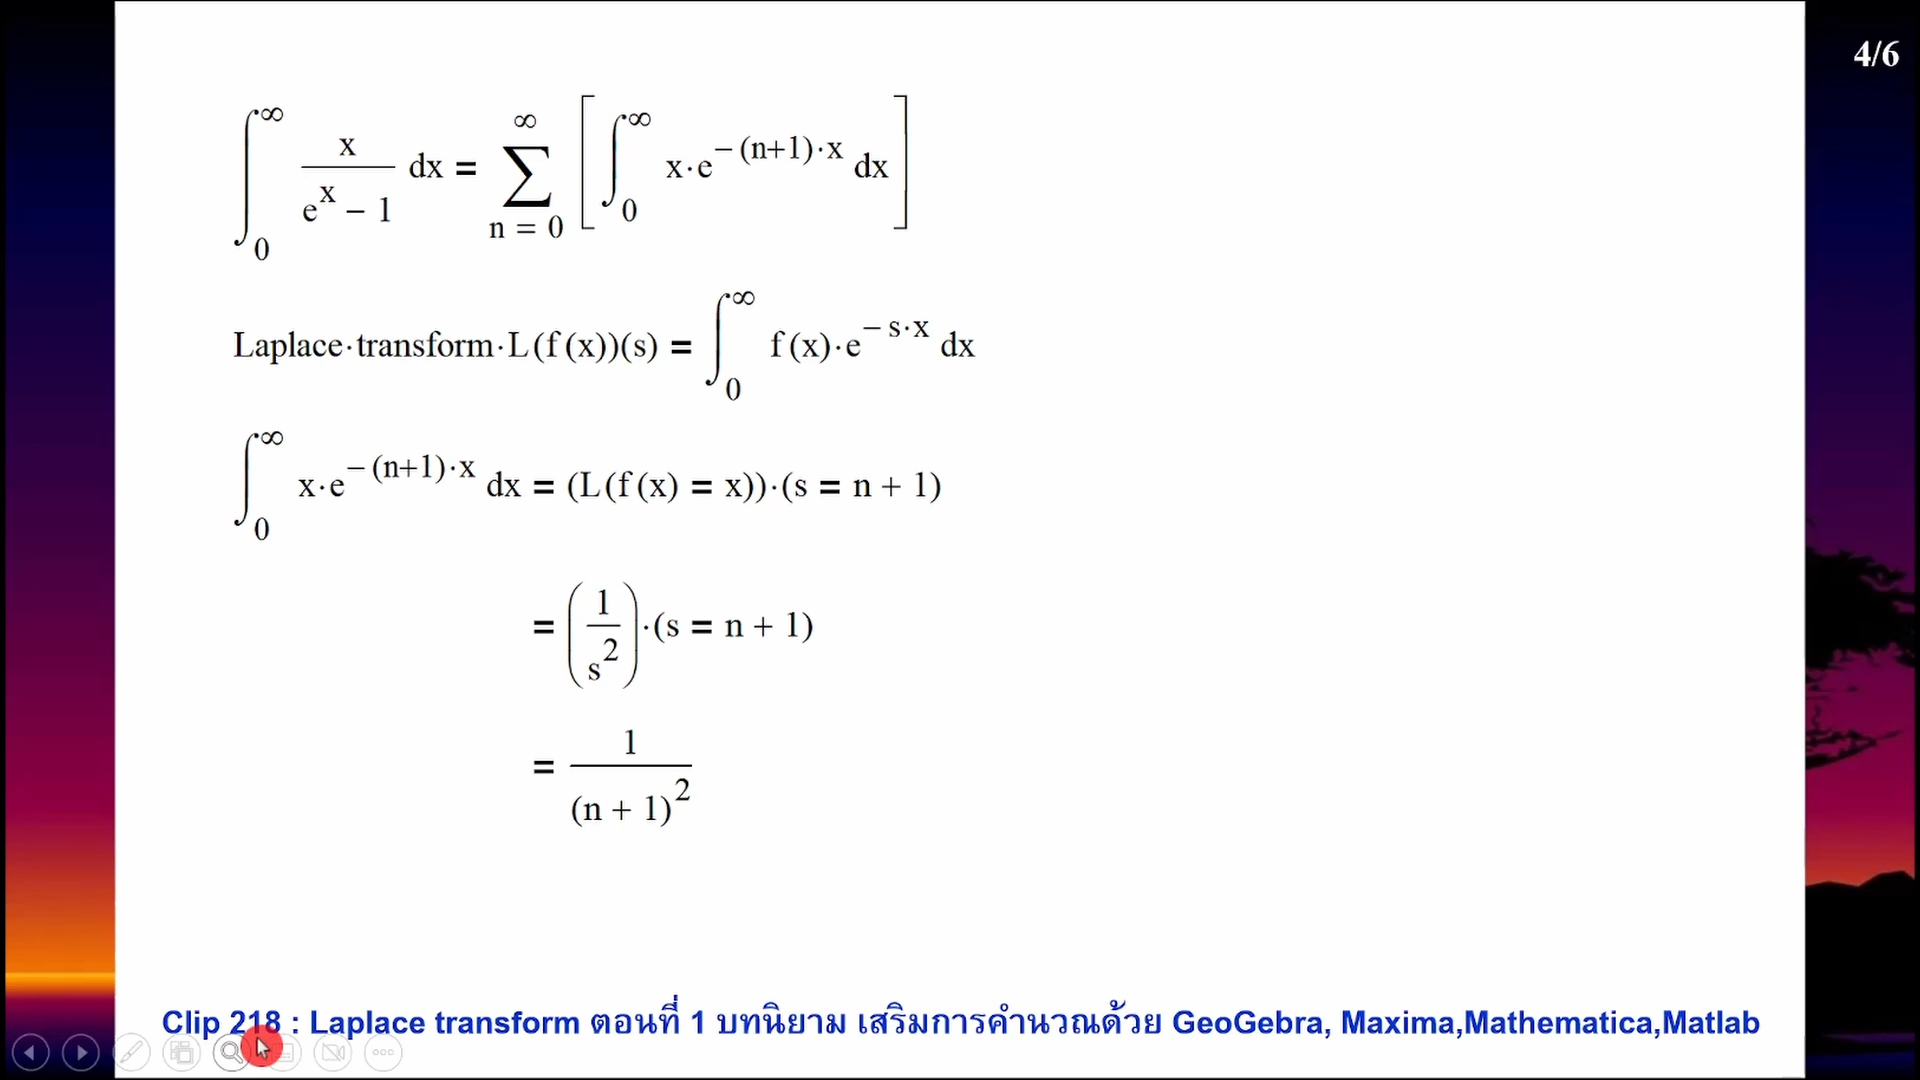 4/6
∫₀^∞ x/(e^x − 1) dx = ∑_{n = 0}^∞ [∫₀^∞ x·e^{−(n+1)·x} dx]
Laplace·transform·L(f(x))(s) = ∫₀^∞ f(x)·e^{−s·x} dx
∫₀^∞ x·e^{−(n+1)·x} dx = (L(f(x) = x))·(s = n + 1)
= (1/s²)·(s = n + 1)
= 1/(n + 1)²
Clip 218 : Laplace transform ตอนที่ 1 บทนิยาม เสริมการคำนวณด้วย GeoGebra, Maxima,Mathematica,Matlab